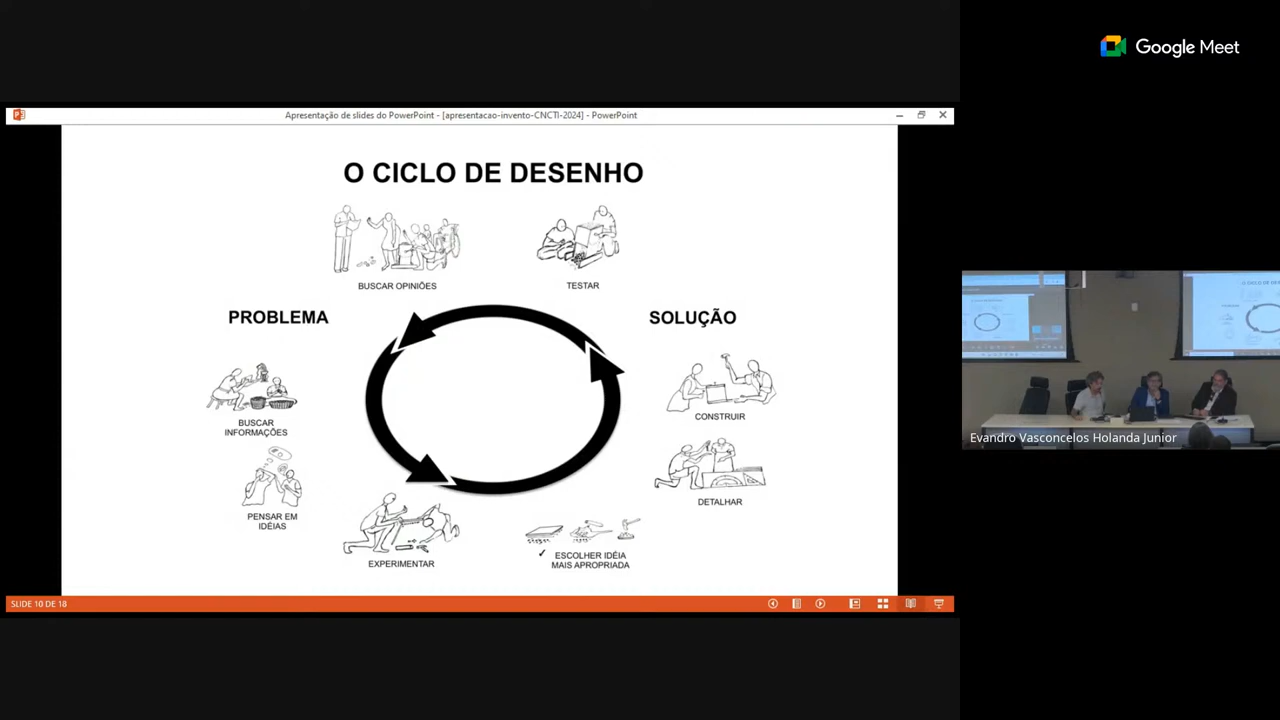 Google Meet
Apresentação de slides do PowerPoint - [apresentacao-invento-CNCTI-2024] - PowerPoint
O CICLO DE DESENHO
BUSCAR OPINIÕES
TESTAR
PROBLEMA
SOLUÇÃO
BUSCAR
INFORMAÇÕES
CONSTRUIR
PENSAR EM
IDÉIAS
DETALHAR
EXPERIMENTAR
✓ ESCOLHER IDÉIA
MAIS APROPRIADA
Evandro Vasconcelos Holanda Junior
SLIDE 10 DE 18